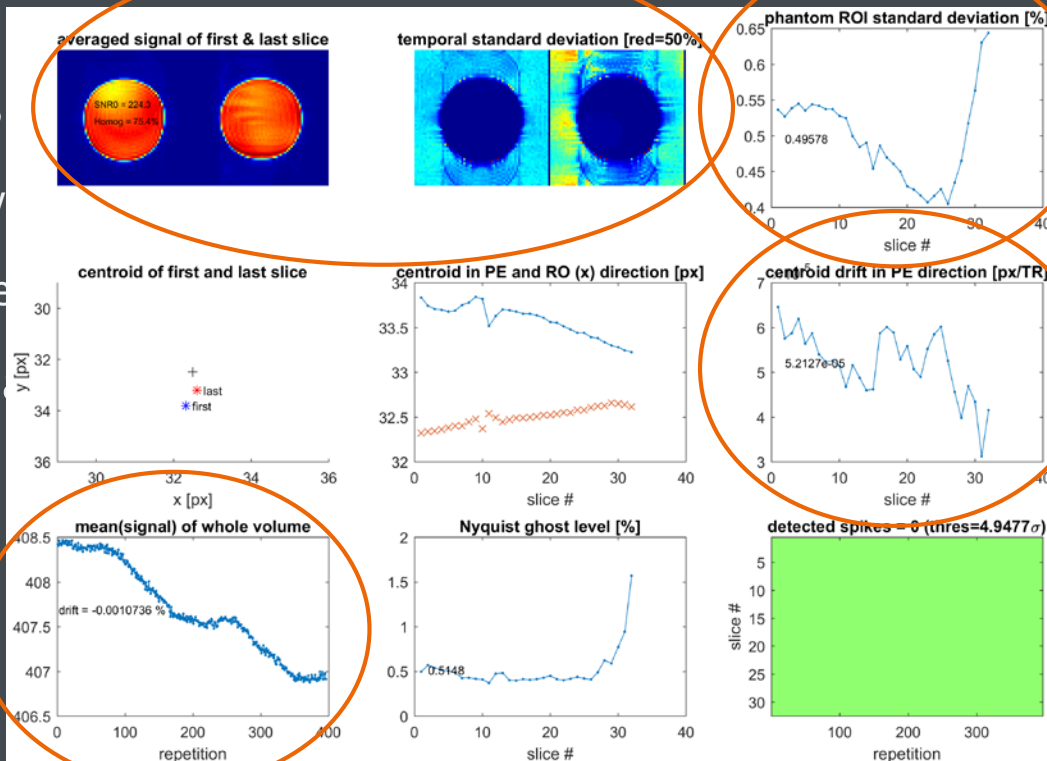 averaged signal of first & last slice
SNR0 = 224.3
Homog = 75.4%
temporal standard deviation [red=50%]
phantom ROI standard deviation [%]
0.65
0.6
0.55
0.5
0.45
0.4
0.49578
0 10 20 30 40
slice #
centroid of first and last slice
30
32
34
36
y [px]
last
first
30 32 34 36
x [px]
centroid in PE and RO (x) direction [px]
34
33.5
33
32.5
32
0 10 20 30 40
slice #
centroid drift in PE direction [px/TR]
7
6
5
4
3
5.2127e-05
0 10 20 30 40
slice #
mean(signal) of whole volume
408.5
408
407.5
407
406.5
drift = -0.0010736 %
0 100 200 300 400
repetition
Nyquist ghost level [%]
2
1.5
1
0.5
0
0.5148
0 10 20 30 40
slice #
detected spikes = 0 (thres=4.9477σ)
5
10
15
20
25
30
slice #
100 200 300
repetition